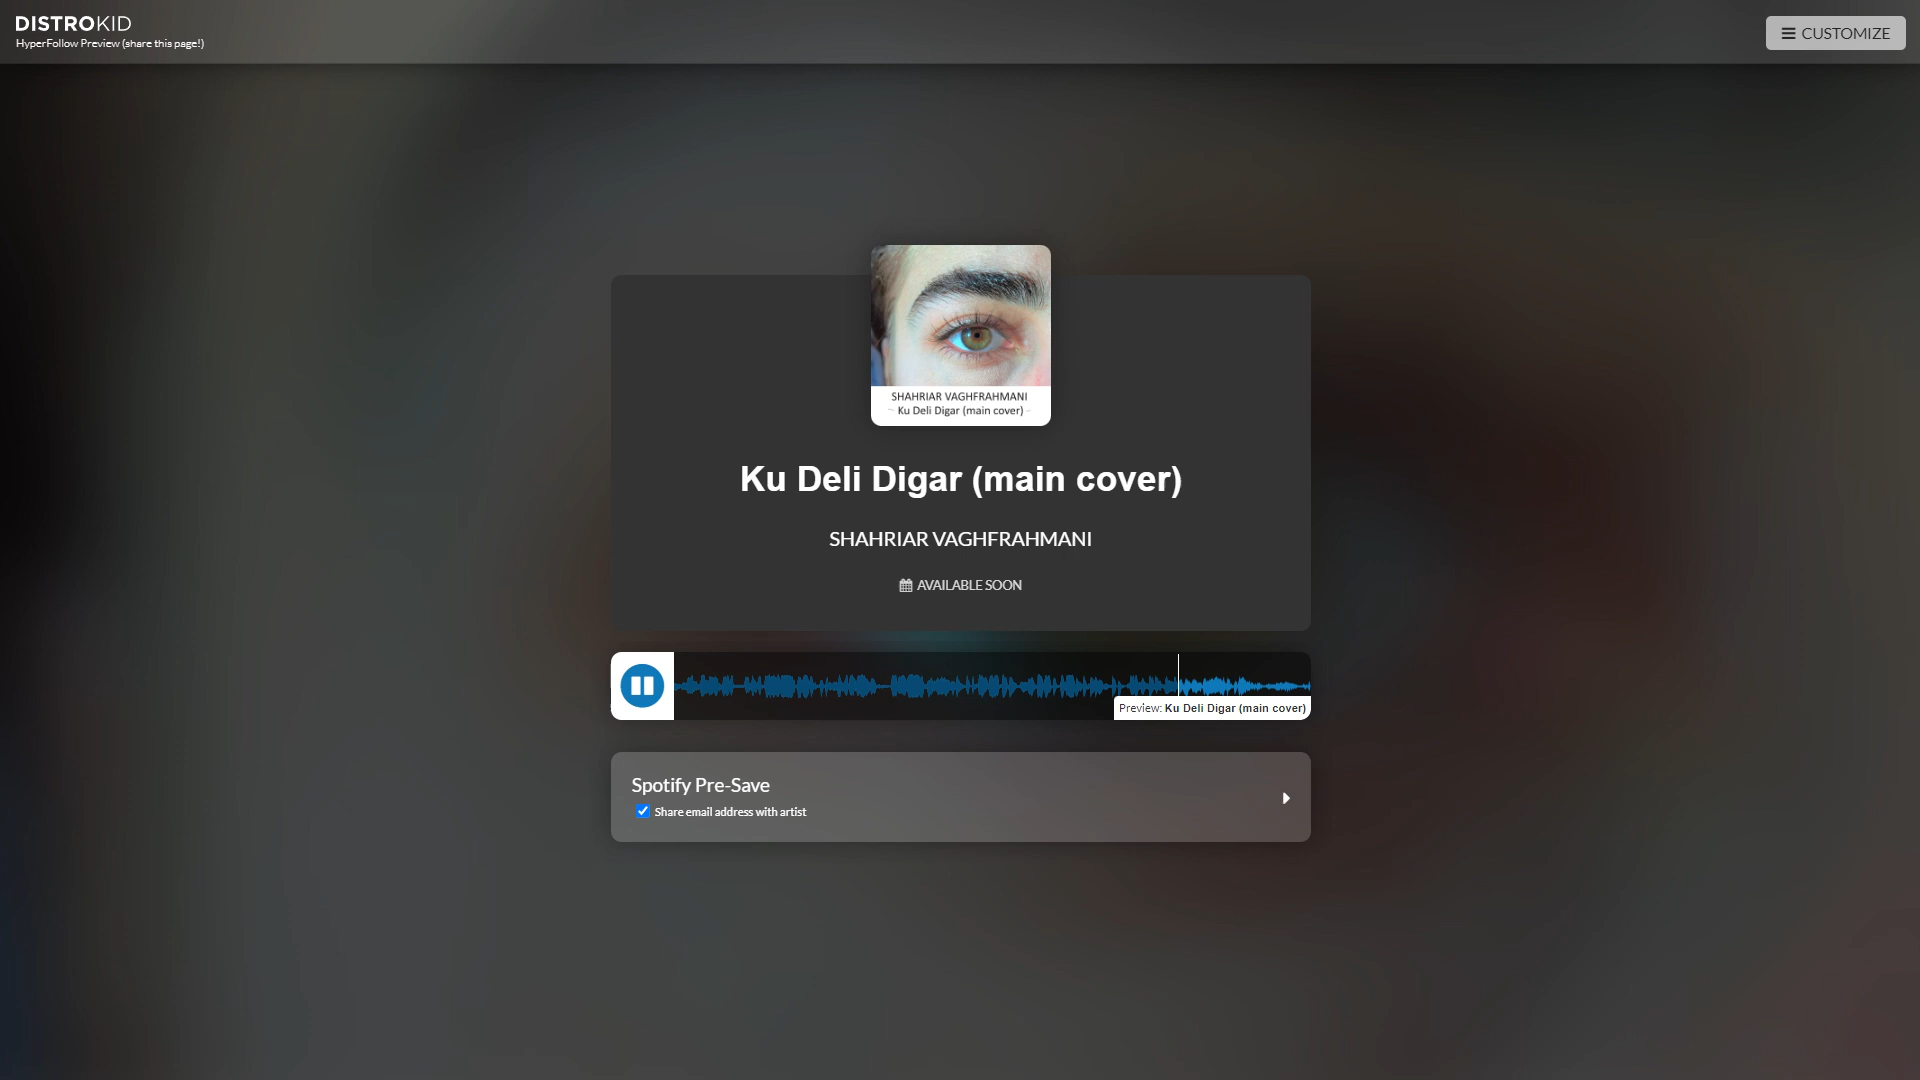 DISTROKID
HyperFollow Preview (share this page!)
CUSTOMIZE
SHAHRIAR VAGHFRAHMANI
~ Ku Deli Digar (main cover) ~
Ku Deli Digar (main cover)
SHAHRIAR VAGHFRAHMANI
AVAILABLE SOON
Preview: Ku Deli Digar (main cover)
Spotify Pre-Save
Share email address with artist